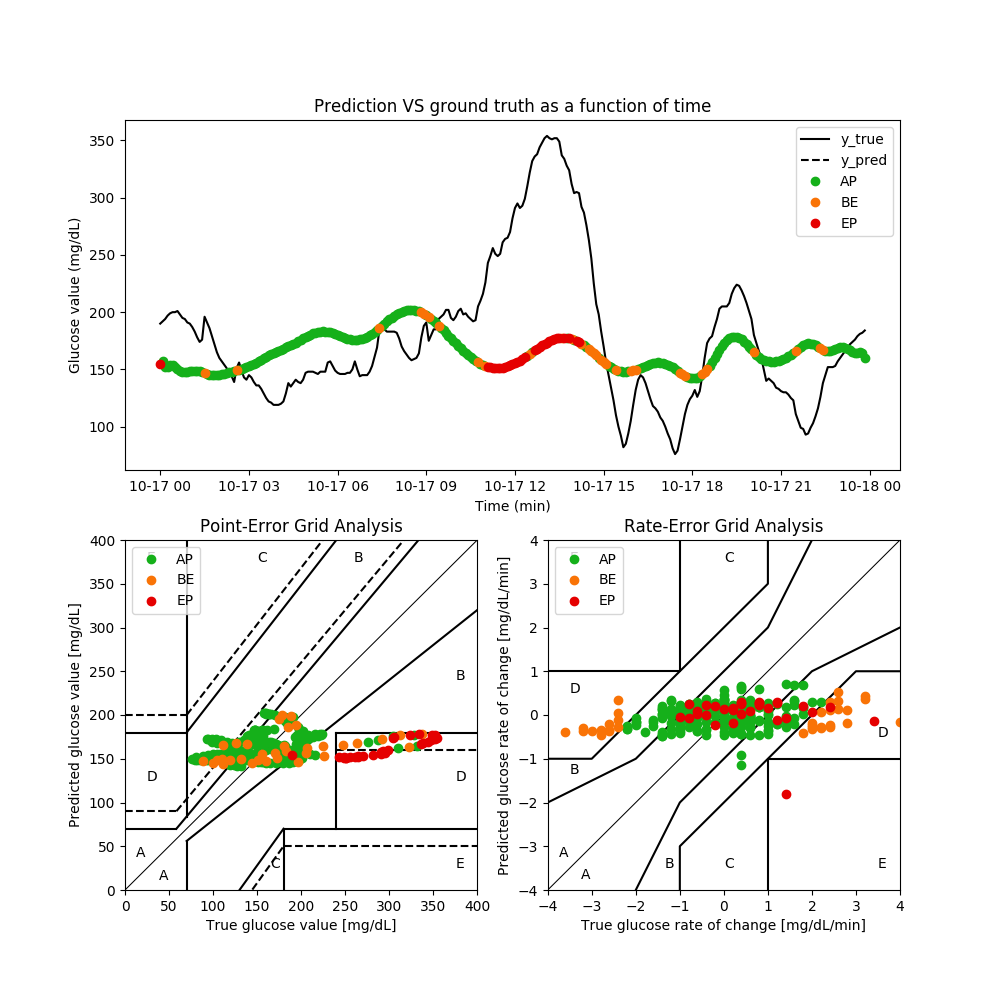 Prediction VS ground truth as a function of time
Glucose value (mg/dL)
350
300
250
200
150
100
y_true
y_pred
AP
BE
EP
10-17 00 10-17 03 10-17 06 10-17 09 10-17 12 10-17 15 10-17 18 10-17 21 10-18 00
Time (min)
Point-Error Grid Analysis
Predicted glucose value [mg/dL]
400
350
300
250
200
150
100
50
0
AP
BE
EP
C
B
B
D
D
A
A
C
E
0 50 100 150 200 250 300 350 400
True glucose value [mg/dL]
Rate-Error Grid Analysis
Predicted glucose rate of change [mg/dL/min]
4
3
2
1
0
−1
−2
−3
−4
AP
BE
EP
C
D
D
B
A
A
B
C
E
−4 −3 −2 −1 0 1 2 3 4
True glucose rate of change [mg/dL/min]